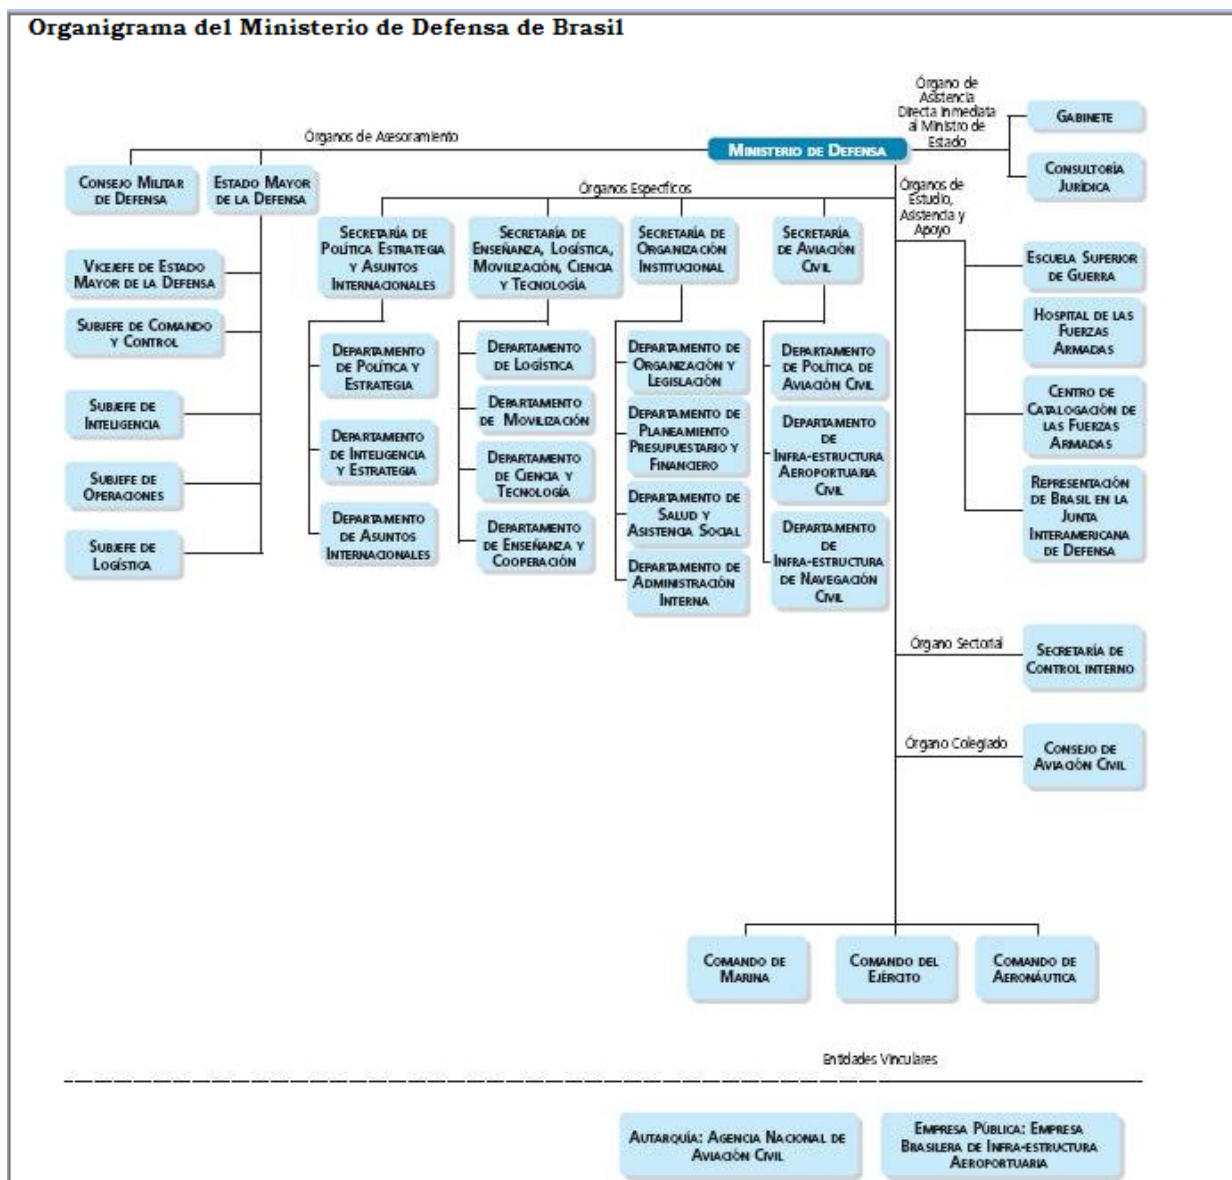 Organigrama del Ministerio de Defensa de Brasil
Órgano de
Asistencia
Directa Inmediata
al Ministro de
Estado
GABINETE
CONSULTORÍA
JURÍDICA
Órganos de Asesoramiento
MINISTERIO DE DEFENSA
CONSEJO MILITAR
DE DEFENSA
ESTADO MAYOR
DE LA DEFENSA
Órganos Específicos
Órganos de
Estudio,
Asistencia y
Apoyo
VICEJEFE DE ESTADO
MAYOR DE LA DEFENSA
SUBJEFE DE COMANDO
Y CONTROL
SUBJEFE DE
INTELIGENCIA
SUBJEFE DE
OPERACIONES
SUBJEFE DE
LOGÍSTICA
SECRETARÍA DE
POLÍTICA ESTRATEGIA
Y ASUNTOS
INTERNACIONALES
DEPARTAMENTO
DE POLÍTICA Y
ESTRATEGIA
DEPARTAMENTO
DE INTELIGENCIA
Y ESTRATEGIA
DEPARTAMENTO
DE ASUNTOS
INTERNACIONALES
SECRETARÍA DE
ENSEÑANZA, LOGÍSTICA,
MOVILIZACIÓN, CIENCIA
Y TECNOLOGÍA
DEPARTAMENTO
DE LOGÍSTICA
DEPARTAMENTO
DE MOVILIZACIÓN
DEPARTAMENTO
DE CIENCIA Y
TECNOLOGÍA
DEPARTAMENTO
DE ENSEÑANZA Y
COOPERACIÓN
SECRETARÍA DE
ORGANIZACIÓN
INSTITUCIONAL
DEPARTAMENTO DE
ORGANIZACIÓN Y
LEGISLACIÓN
DEPARTAMENTO DE
PLANEAMIENTO
PRESUPUESTARIO Y
FINANCIERO
DEPARTAMENTO DE
SALUD Y
ASISTENCIA SOCIAL
DEPARTAMENTO DE
ADMINISTRACIÓN
INTERNA
SECRETARÍA
DE AVIACIÓN
CIVIL
DEPARTAMENTO
DE POLÍTICA DE
AVIACIÓN CIVIL
DEPARTAMENTO
DE
INFRA-ESTRUCTURA
AEROPORTUARIA
CIVIL
DEPARTAMENTO
DE
INFRA-ESTRUCTURA
DE NAVEGACIÓN
CIVIL
ESCUELA SUPERIOR
DE GUERRA
HOSPITAL DE LAS
FUERZAS
ARMADAS
CENTRO DE
CATALOGACIÓN DE
LAS FUERZAS
ARMADAS
REPRESENTACIÓN
DE BRASIL EN LA
JUNTA
INTERAMERICANA
DE DEFENSA
Órgano Sectorial
SECRETARÍA DE
CONTROL INTERNO
Órgano Colegiado
CONSEJO DE
AVIACIÓN CIVIL
COMANDO DE
MARINA
COMANDO DEL
EJÉRCITO
COMANDO DE
AERONÁUTICA
Entidades Vinculares
AUTARQUÍA: AGENCIA NACIONAL DE
AVIACIÓN CIVIL
EMPRESA PÚBLICA: EMPRESA
BRASILERA DE INFRA-ESTRUCTURA
AEROPORTUARIA